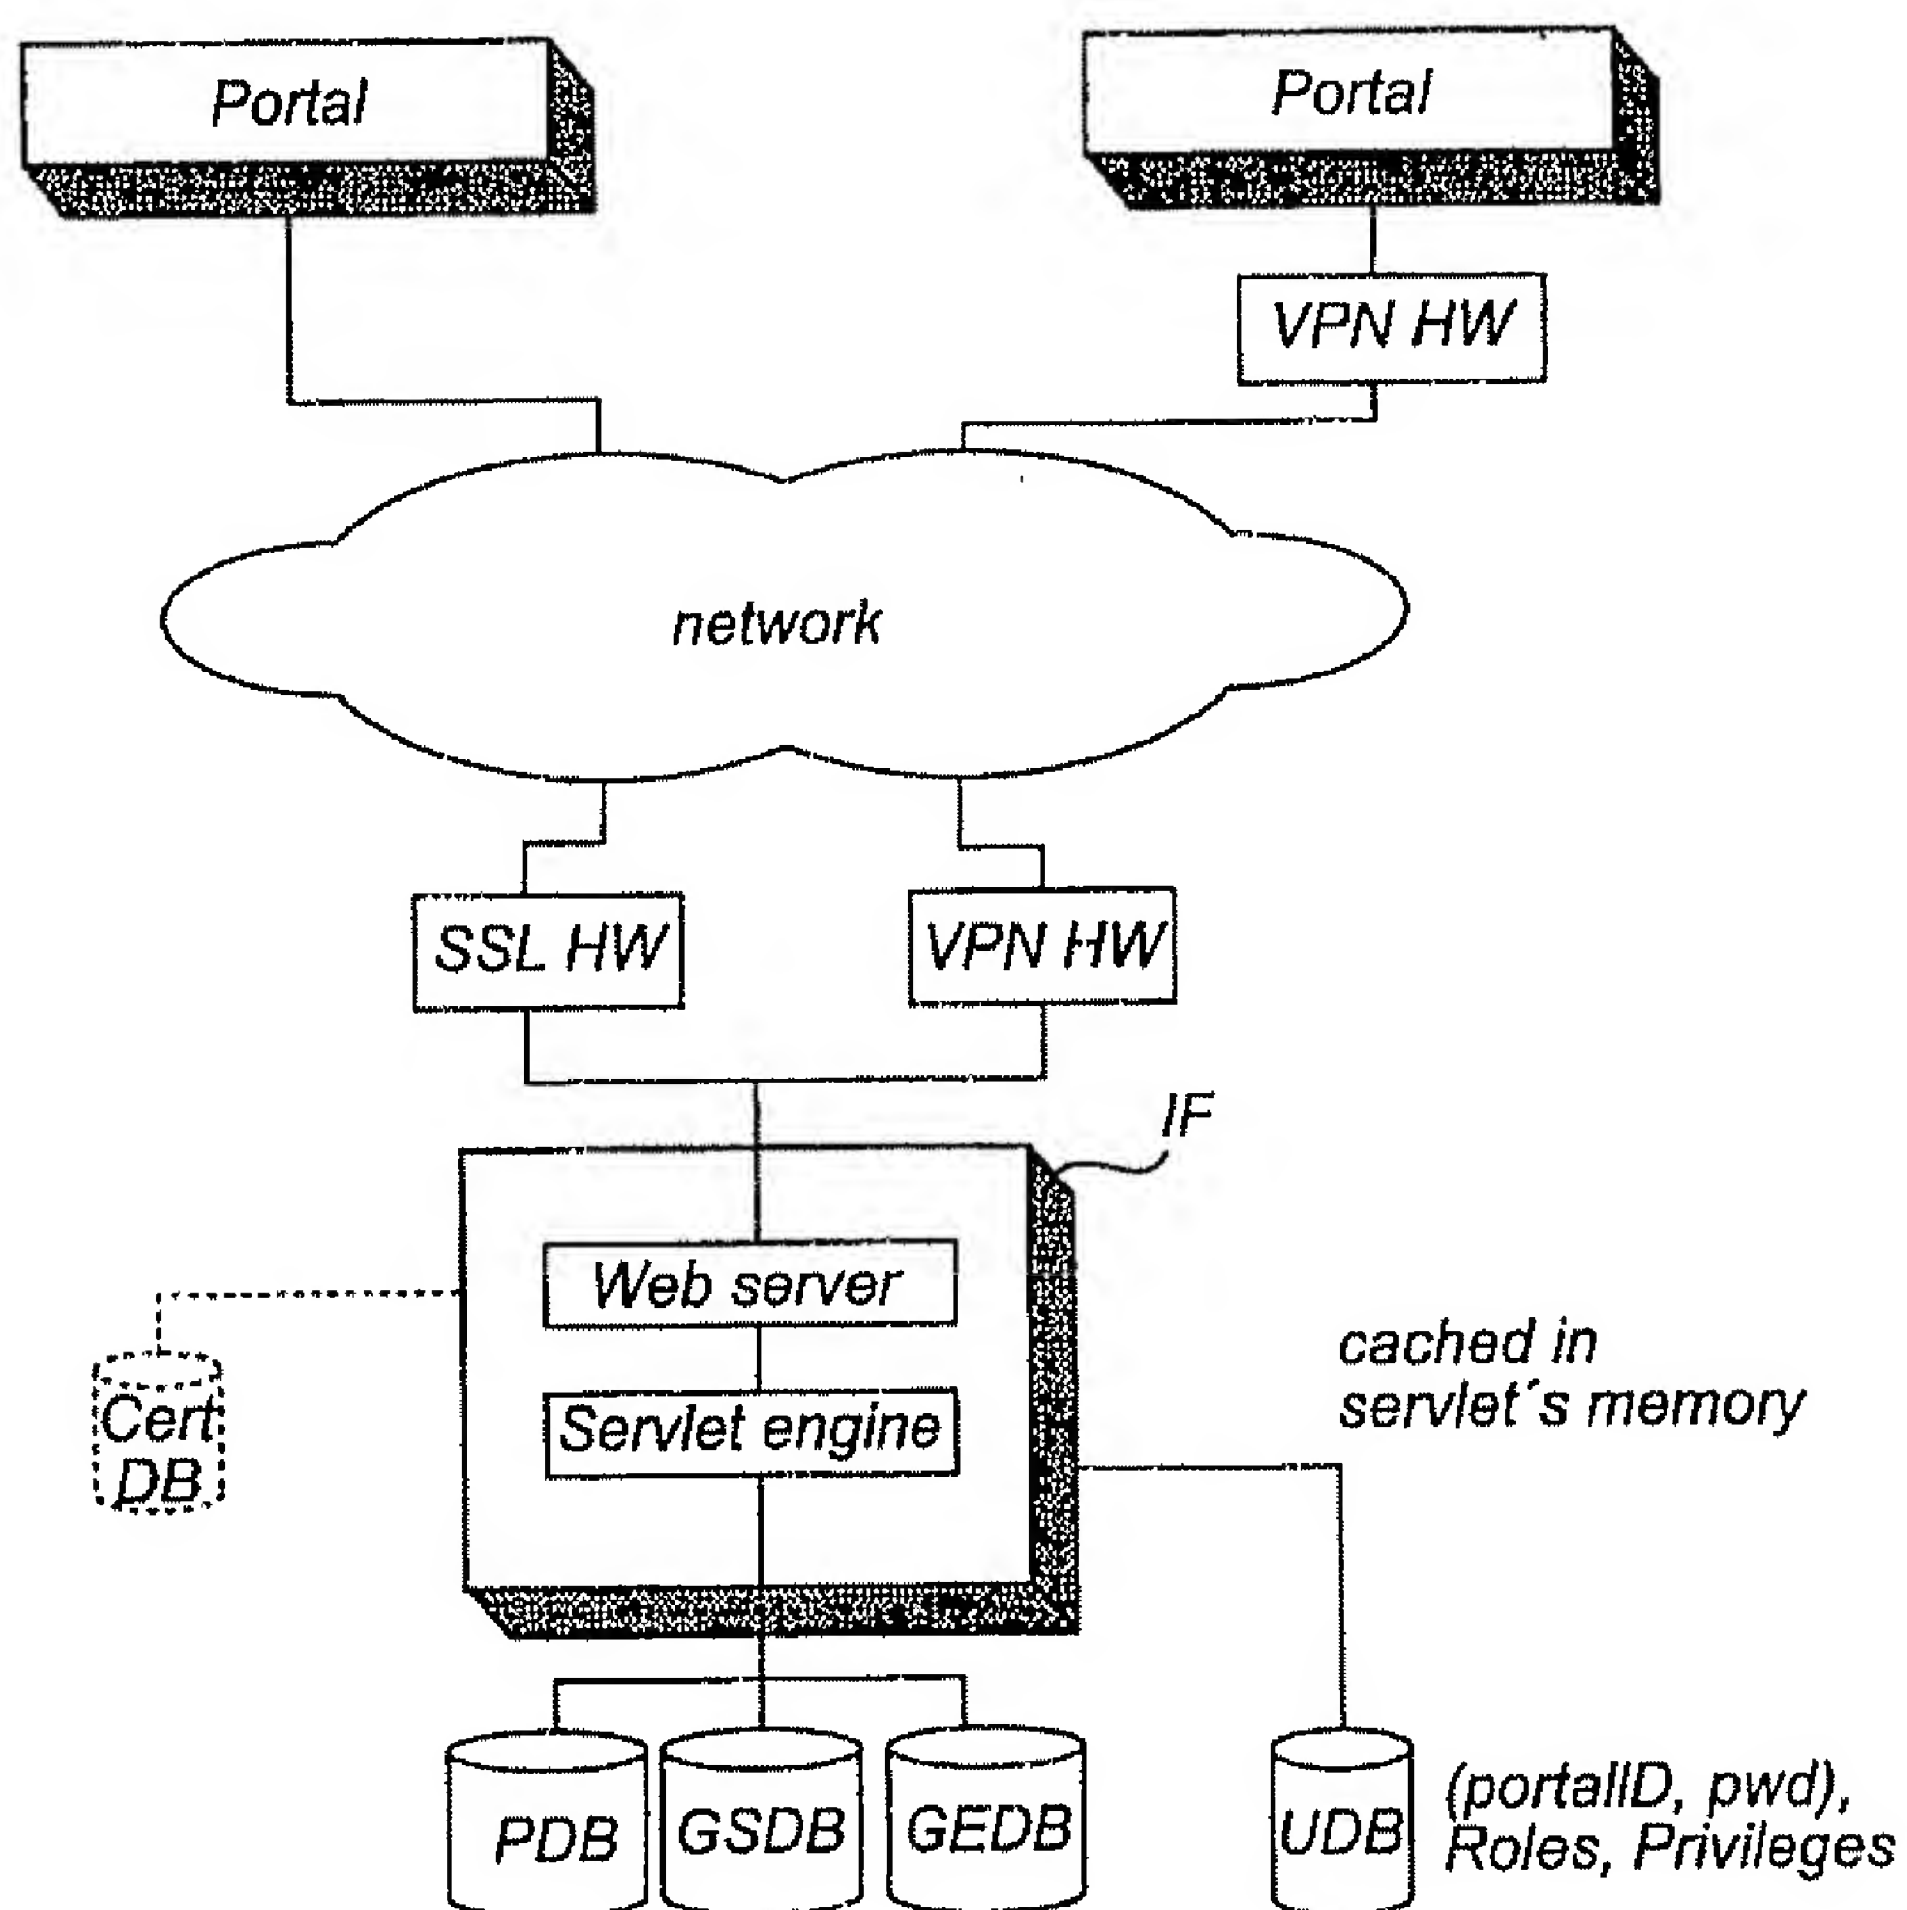 Portal
Portal
VPN HW
network
SSL HW
VPN HW
IF
Web server
Servlet engine
Cert
DB
cached in
servlet´s memory
PDB
GSDB
GEDB
UDB
(portalID, pwd),
Roles, Privileges